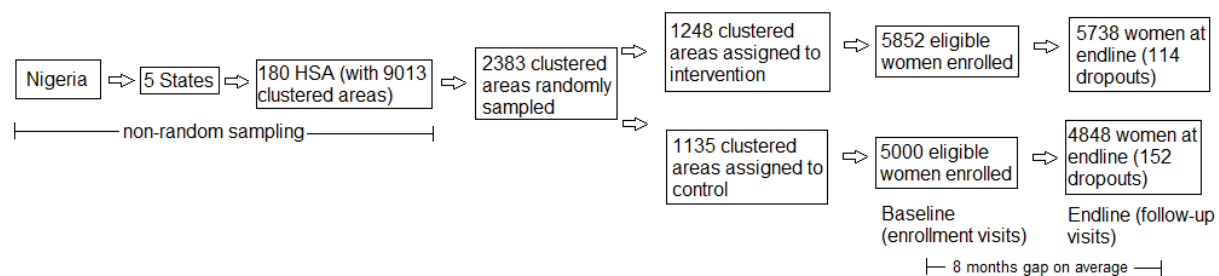 Nigeria
5 States
180 HSA (with 9013
clustered areas)
non-random sampling
2383 clustered
areas randomly
sampled
1248 clustered
areas assigned to
intervention
5852 eligible
women enrolled
5738 women at
endline (114
dropouts)
1135 clustered
areas assigned to
control
5000 eligible
women enrolled
4848 women at
endline (152
dropouts)
Baseline
(enrollment visits)
Endline (follow-up
visits)
8 months gap on average